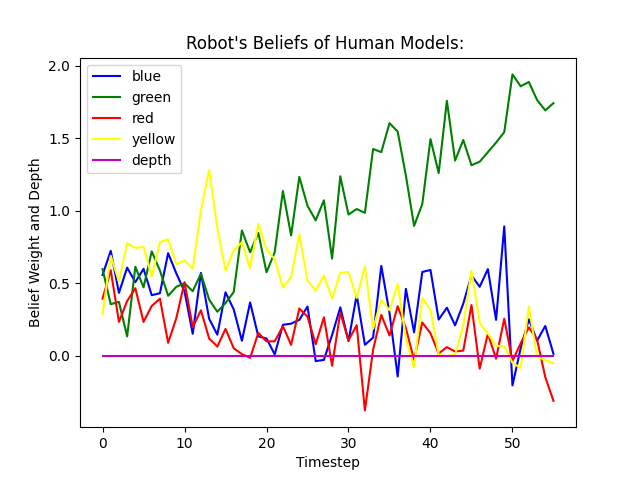 Robot's Beliefs of Human Models:
blue
green
red
yellow
depth
Belief Weight and Depth
2.0
1.5
1.0
0.5
0.0
0 10 20 30 40 50
Timestep